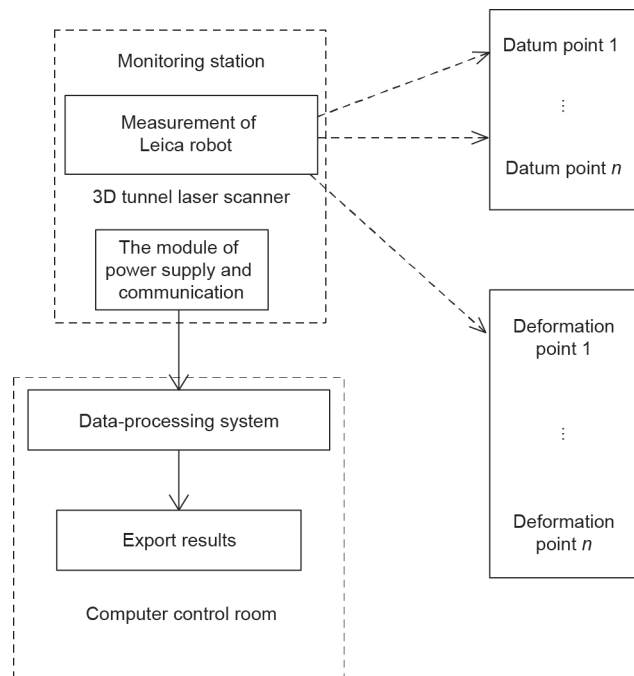 Monitoring station
Measurement of
Leica robot
3D tunnel laser scanner
The module of
power supply and
communication
Data-processing system
Export results
Computer control room
Datum point 1
⋮
Datum point n
Deformation
point 1
⋮
Deformation
point n